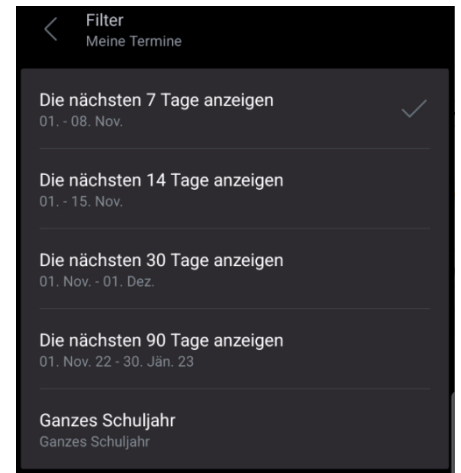 Filter
Meine Termine
Die nächsten 7 Tage anzeigen
01. - 08. Nov.
Die nächsten 14 Tage anzeigen
01. - 15. Nov.
Die nächsten 30 Tage anzeigen
01. Nov. - 01. Dez.
Die nächsten 90 Tage anzeigen
01. Nov. 22 - 30. Jän. 23
Ganzes Schuljahr
Ganzes Schuljahr